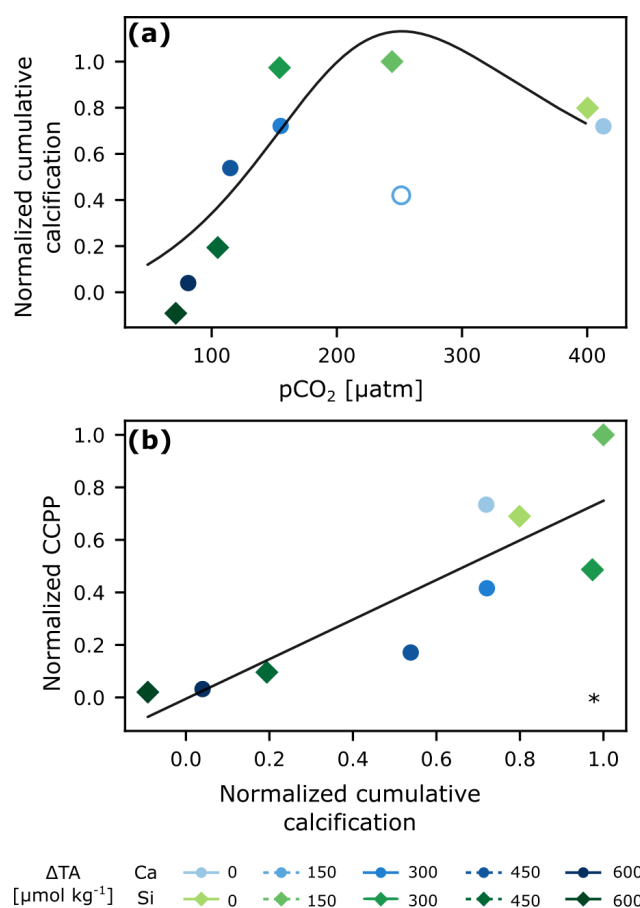 (a)
Normalized cumulative
calcification
1.0
0.8
0.6
0.4
0.2
0.0
100 200 300 400
pCO₂ [µatm]
(b)
Normalized CCPP
1.0
0.8
0.6
0.4
0.2
0.0
*
0.0 0.2 0.4 0.6 0.8 1.0
Normalized cumulative
calcification
ΔTA Ca 0 150 300 450 600
[µmol kg⁻¹] Si 0 150 300 450 600